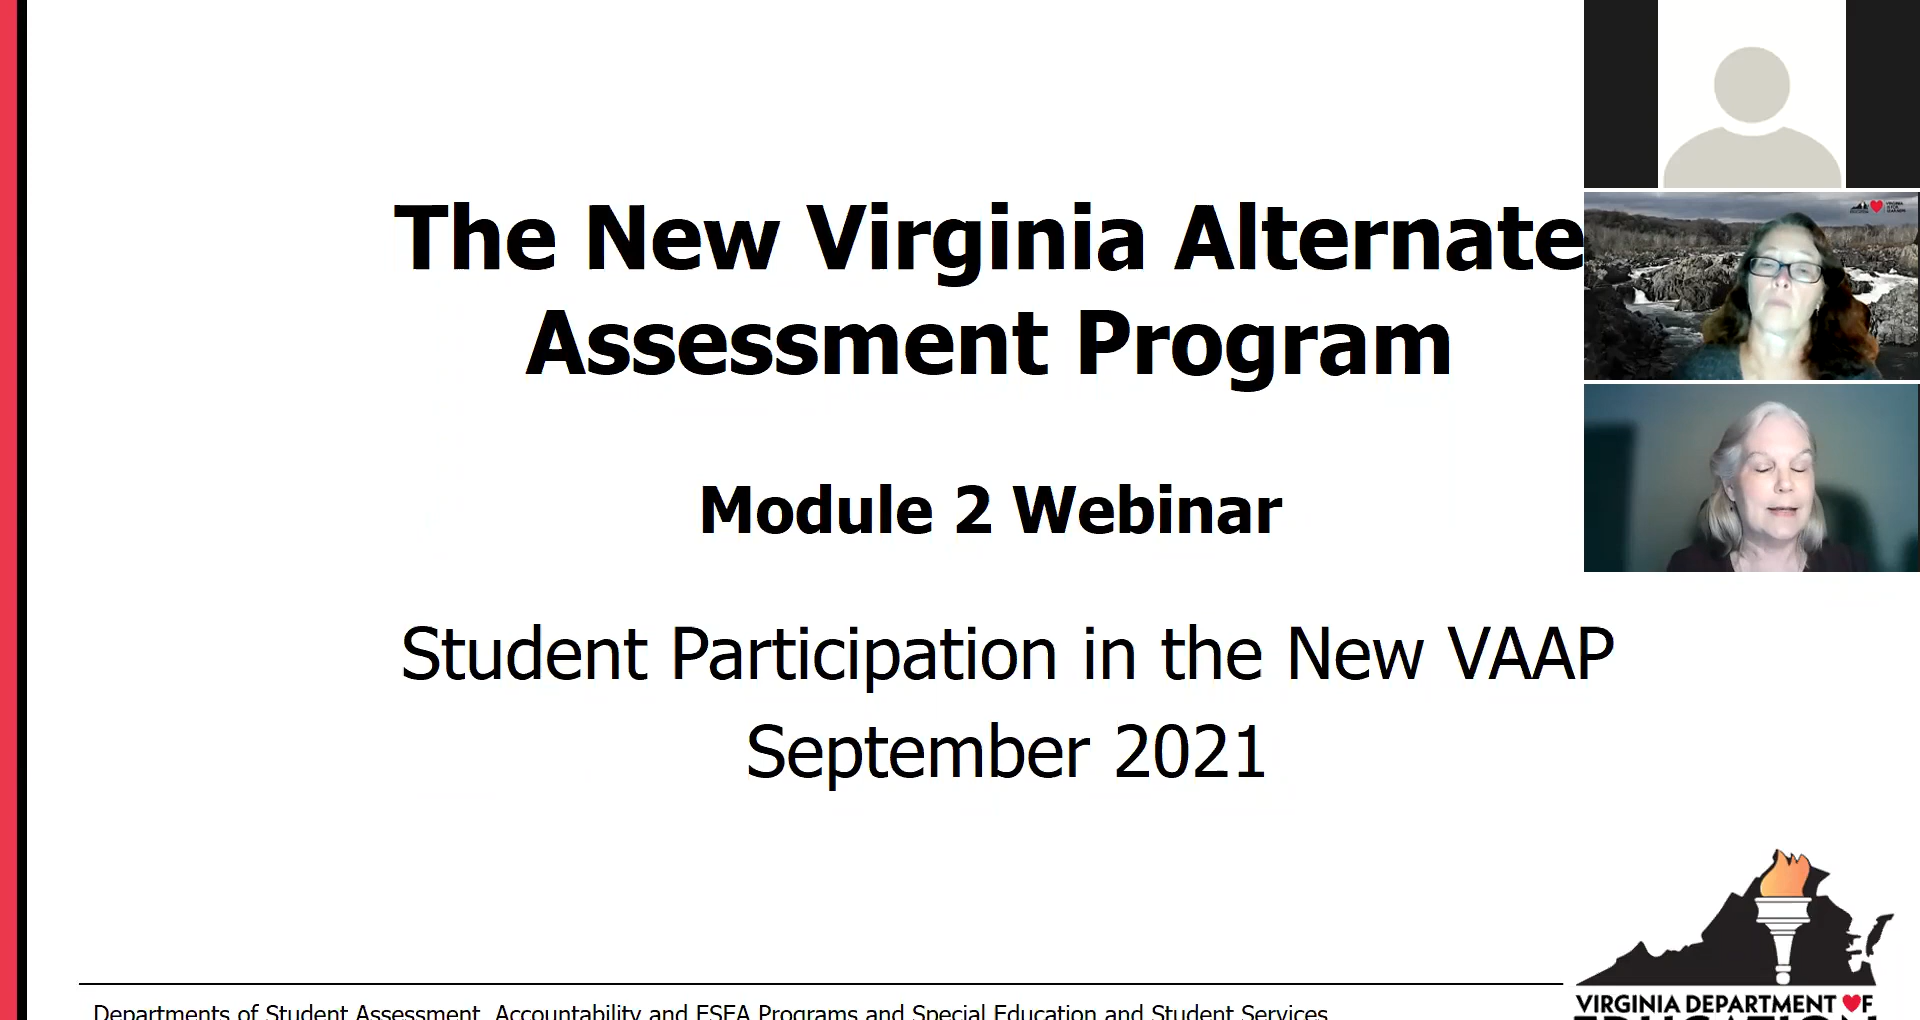 The New Virginia Alternate
Assessment Program
Module 2 Webinar
Student Participation in the New VAAP
September 2021
Departments of Student Assessment, Accountability and ESEA Programs and Special Education and Student Services
VIRGINIA DEPARTMENT OF
EDUCATION